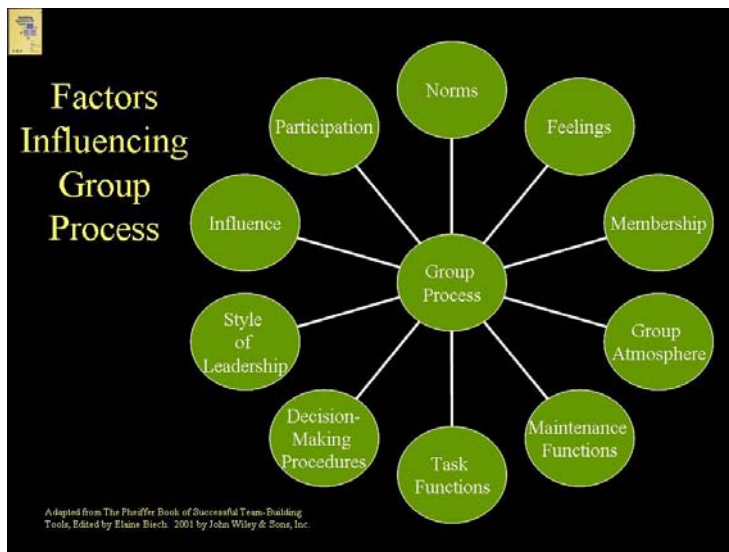 Factors
Influencing
Group
Process
Norms
Feelings
Membership
Group
Atmosphere
Maintenance
Functions
Task
Functions
Decision-
Making
Procedures
Style
of
Leadership
Influence
Participation
Group
Process
Adapted from The Pheiffer Book of Successful Team-Building
Tools, Edited by Elaine Biech. 2001 by John Wiley & Sons, Inc.